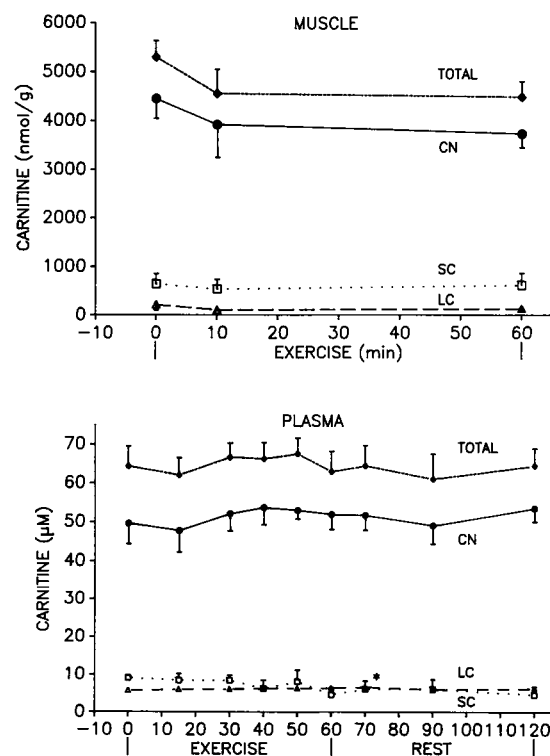 MUSCLE
6000
5000
4000
3000
2000
1000
0
CARNITINE (nmol/g)
TOTAL
CN
SC
LC
−10 0 10 20 30 40 50 60
EXERCISE (min)
PLASMA
70
60
50
40
30
20
10
0
CARNITINE (µM)
TOTAL
CN
*
LC
SC
−10 0 10 20 30 40 50 60 70 80 90 100110120
EXERCISE REST